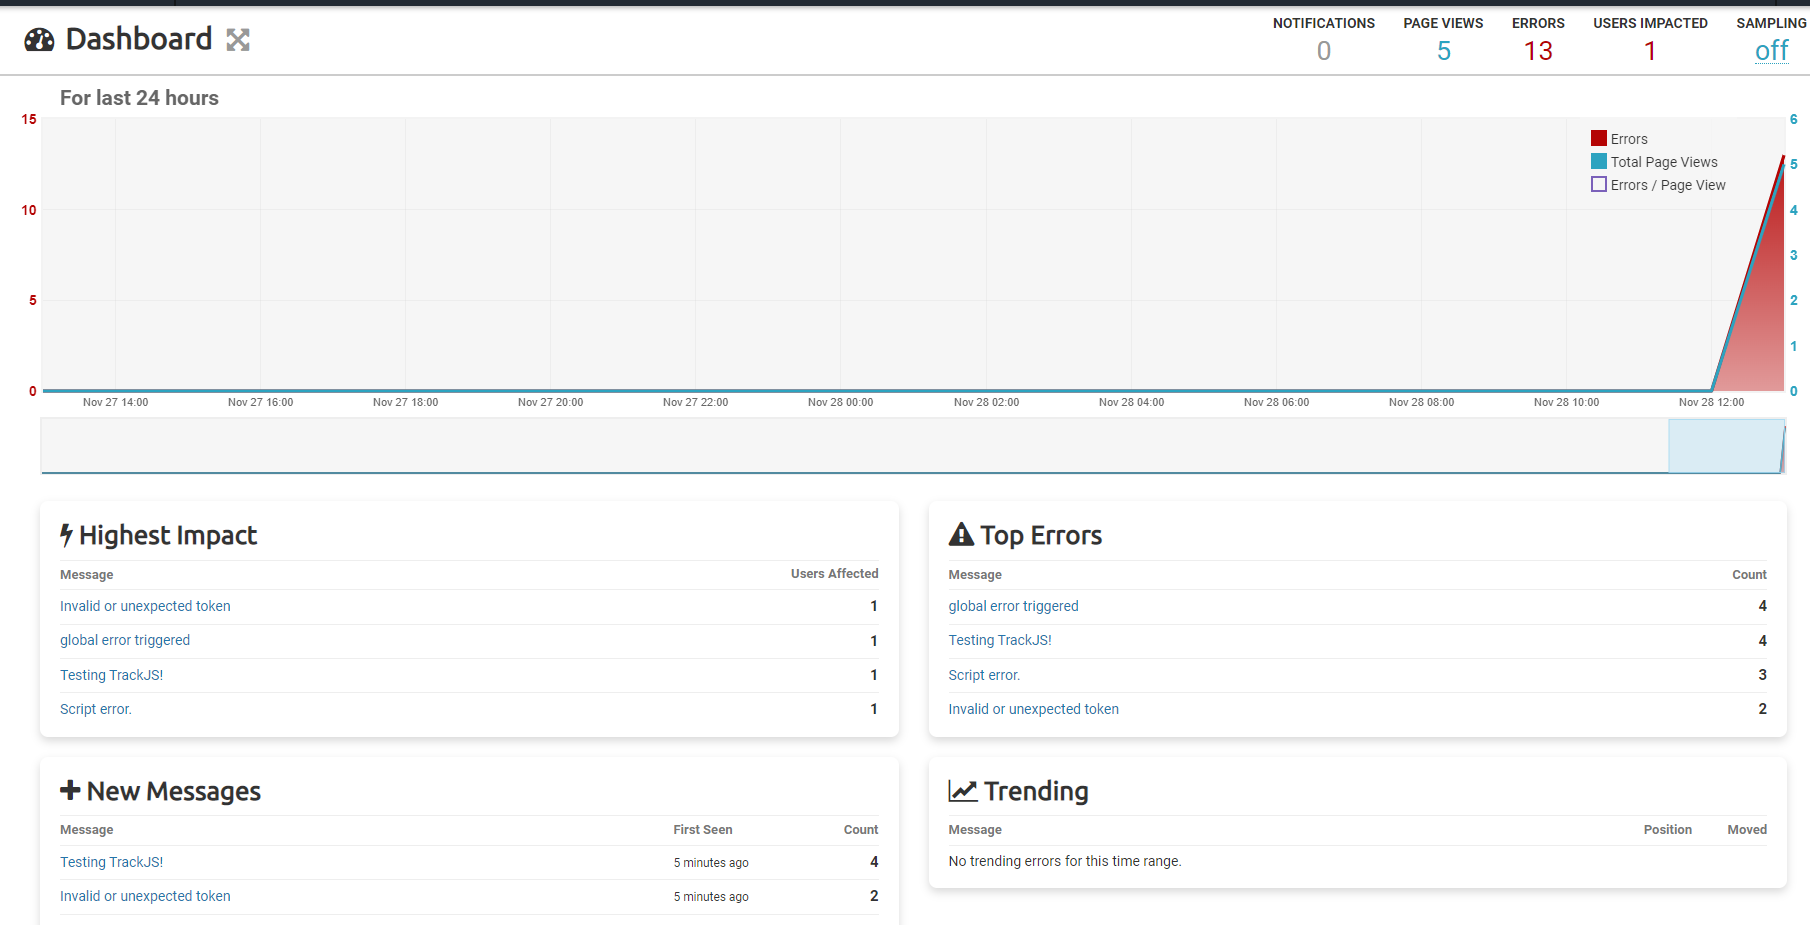 Dashboard
NOTIFICATIONS PAGE VIEWS ERRORS USERS IMPACTED SAMPLING
0 5 13 1 off
For last 24 hours
15 6
Errors
Total Page Views
5
Errors / Page View
10 4
3
5 2
1
0 0
Nov 27 14:00 Nov 27 16:00 Nov 27 18:00 Nov 27 20:00 Nov 27 22:00 Nov 28 00:00 Nov 28 02:00 Nov 28 04:00 Nov 28 06:00 Nov 28 08:00 Nov 28 10:00 Nov 28 12:00
Highest Impact
Message Users Affected
Invalid or unexpected token 1
global error triggered 1
Testing TrackJS! 1
Script error. 1
Top Errors
Message Count
global error triggered 4
Testing TrackJS! 4
Script error. 3
Invalid or unexpected token 2
New Messages
Message First Seen Count
Testing TrackJS! 5 minutes ago 4
Invalid or unexpected token 5 minutes ago 2
Trending
Message Position Moved
No trending errors for this time range.